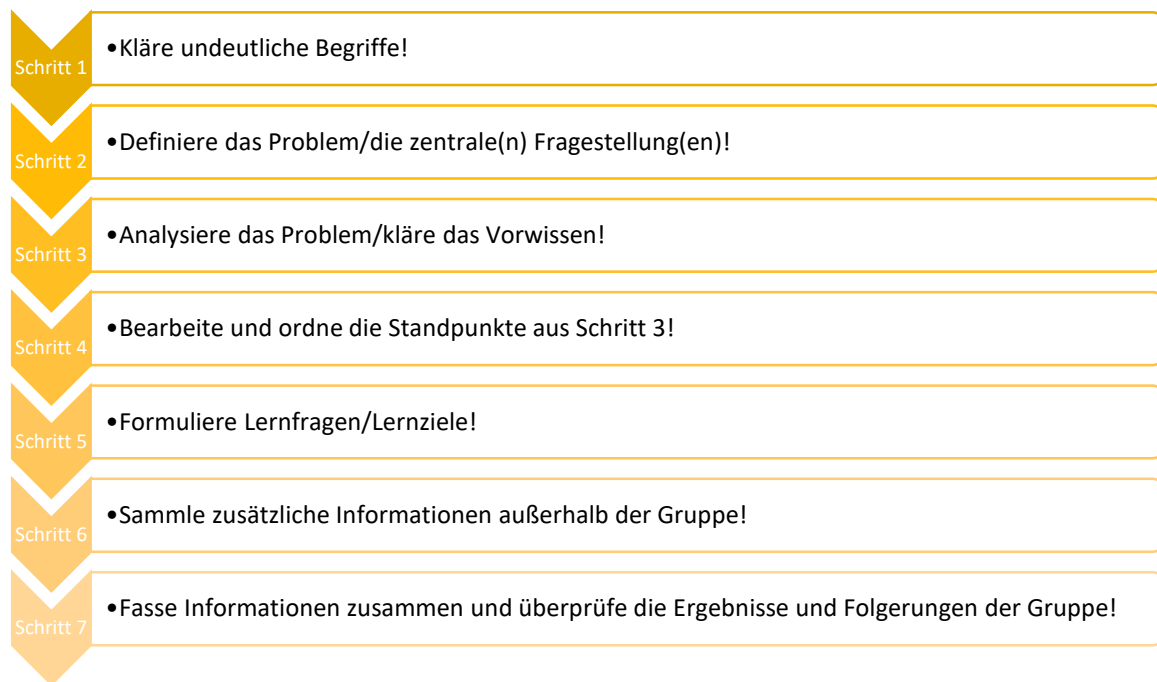 Schritt 1
•Kläre undeutliche Begriffe!
Schritt 2
•Definiere das Problem/die zentrale(n) Fragestellung(en)!
Schritt 3
•Analysiere das Problem/kläre das Vorwissen!
Schritt 4
•Bearbeite und ordne die Standpunkte aus Schritt 3!
Schritt 5
•Formuliere Lernfragen/Lernziele!
Schritt 6
•Sammle zusätzliche Informationen außerhalb der Gruppe!
Schritt 7
•Fasse Informationen zusammen und überprüfe die Ergebnisse und Folgerungen der Gruppe!